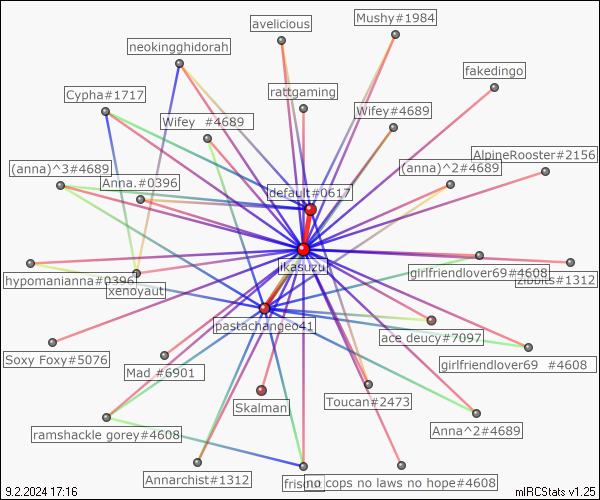 avelicious
Mushy#1984
neokingghidorah
fakedingo
Cypha#1717
rattgaming
Wifey #4689
Wifey#4689
AlpineRooster#2156
(anna)^3#4689
(anna)^2#4689
Anna.#0396
default#0617
ikasuzu
hypomanianna#0396
girlfriendlover69#4608
zibbits#1312
xenoyaut
pastachangeo41
ace deucy#7097
Soxy Foxy#5076
girlfriendlover69 #4608
Mad #6901
Skalman
Toucan#2473
ramshackle gorey#4608
Anna^2#4689
Annarchist#1312
no cops no laws no hope#4608
9.2.2024 17:16
mIRCStats v1.25